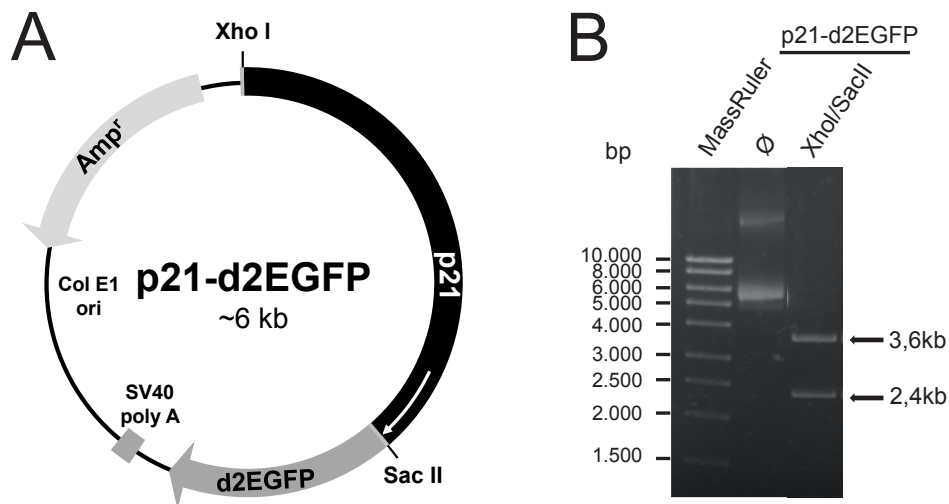 A
Xho I
Ampʳ
p21
Col E1
ori
p21-d2EGFP
~6 kb
SV40
poly A
d2EGFP
Sac II
B
p21-d2EGFP
MassRuler
Ø
XhoI/SacII
bp
10.000
8.000
6.000
5.000
4.000
3.000
2.500
2.000
1.500
3,6kb
2,4kb